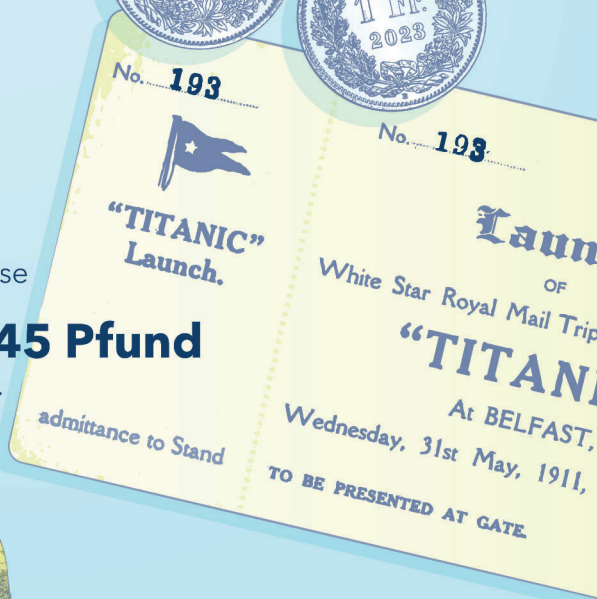 1 Fr.
2023
No. 193
"TITANIC"
Launch.
admittance to Stand
No. 193
OF
White Star Royal Mail
"TITAN
At BELFAST,
Wednesday, 31st May, 1911,
TO BE PRESENTED AT GATE.
45 Pfund